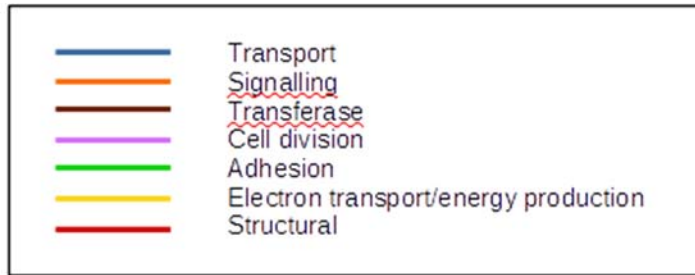 Transport
Signalling
Transferase
Cell division
Adhesion
Electron transport/energy production
Structural